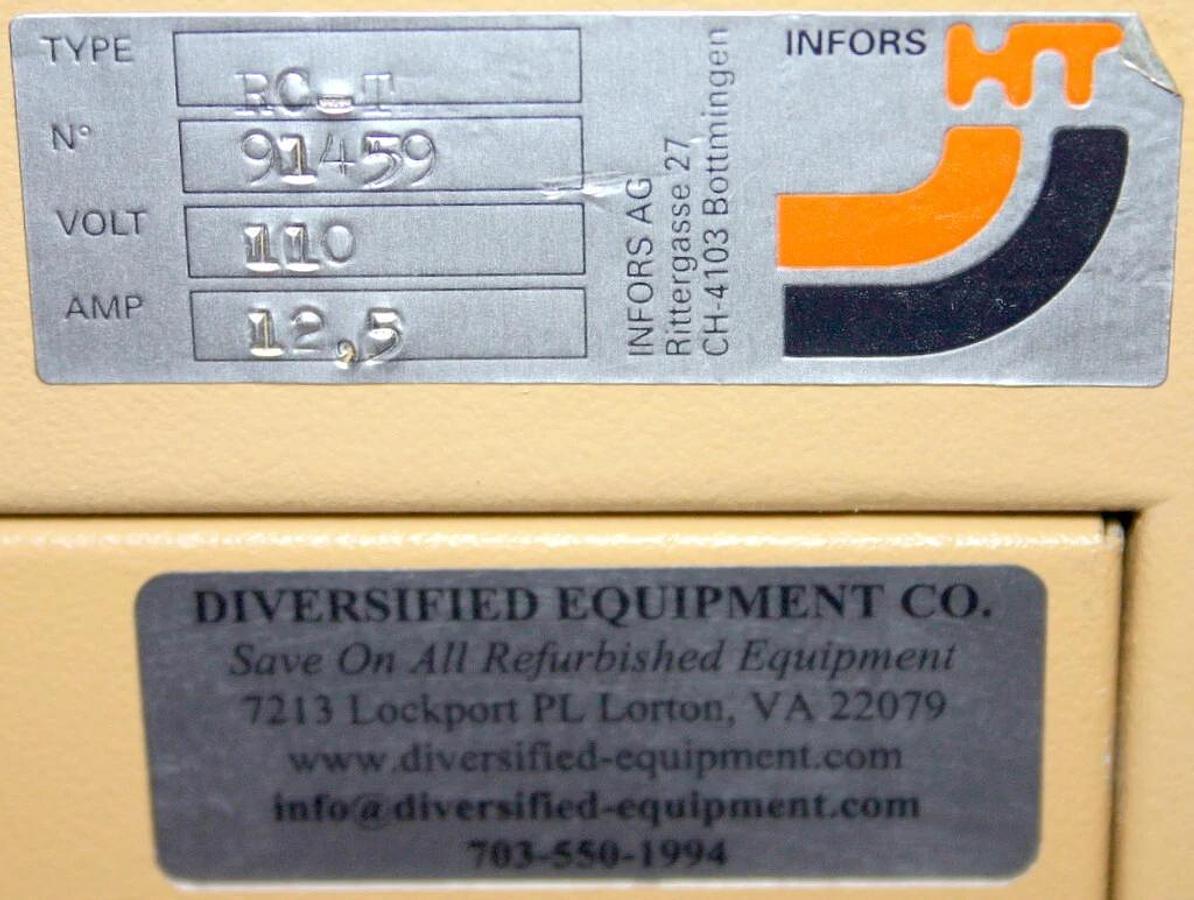 TYPE RC-T
N° 91459
VOLT 110
AMP 12,5
INFORS AG
Rittergasse 27
CH-4103 Bottmingen
INFORS HT
DIVERSIFIED EQUIPMENT CO.
Save On All Refurbished Equipment
7213 Lockport PL Lorton, VA 22079
www.diversified-equipment.com
info@diversified-equipment.com
703-550-1994